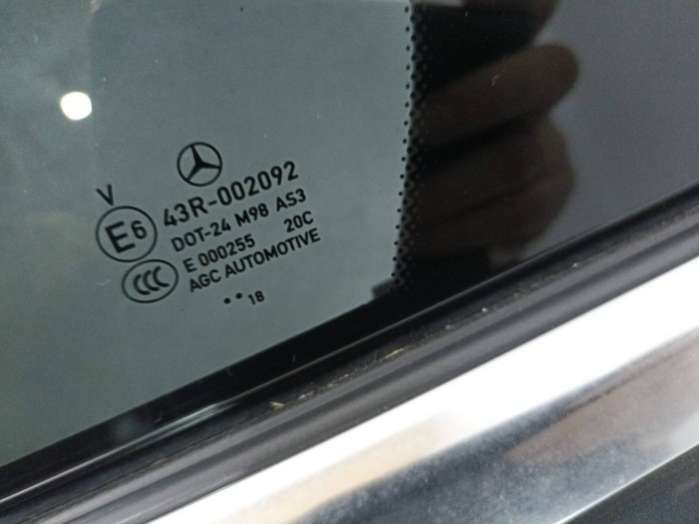 V
E6 43R-002092
DOT-24 M98 AS3
E 000255 20C
CCC AGC AUTOMOTIVE
••18